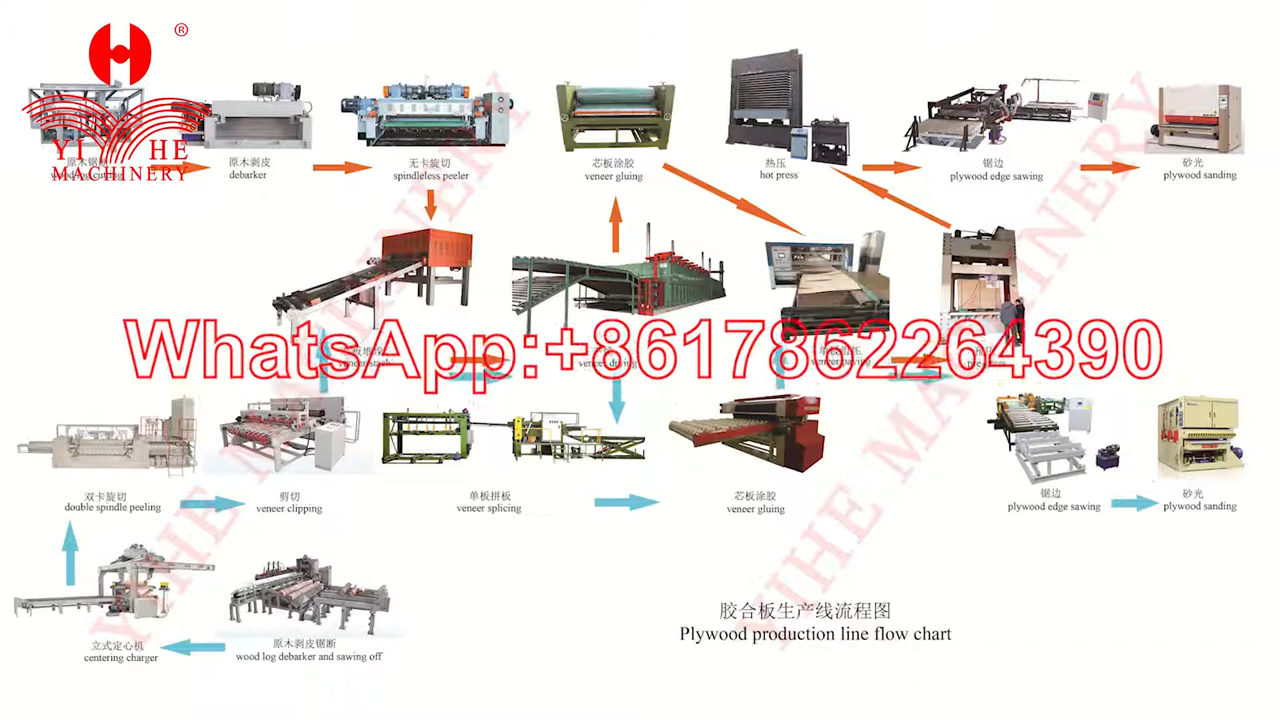 ®
YI HE
MACHINERY
原木剥皮
debarker
无卡旋切
spindleless peeler
芯板涂胶
veneer gluing
热压
hot press
锯边
plywood edge sawing
砂光
plywood sanding
WhatsApp:+8617862264390
双卡旋切
double spindle peeling
剪切
veneer clipping
单板拼板
veneer splicing
芯板涂胶
veneer gluing
锯边
plywood edge sawing
砂光
plywood sanding
立式定心机
centering charger
原木剥皮锯断
wood log debarker and sawing off
胶合板生产线流程图
Plywood production line flow chart
YIHE MACHINERY
YIHE MACHINERY